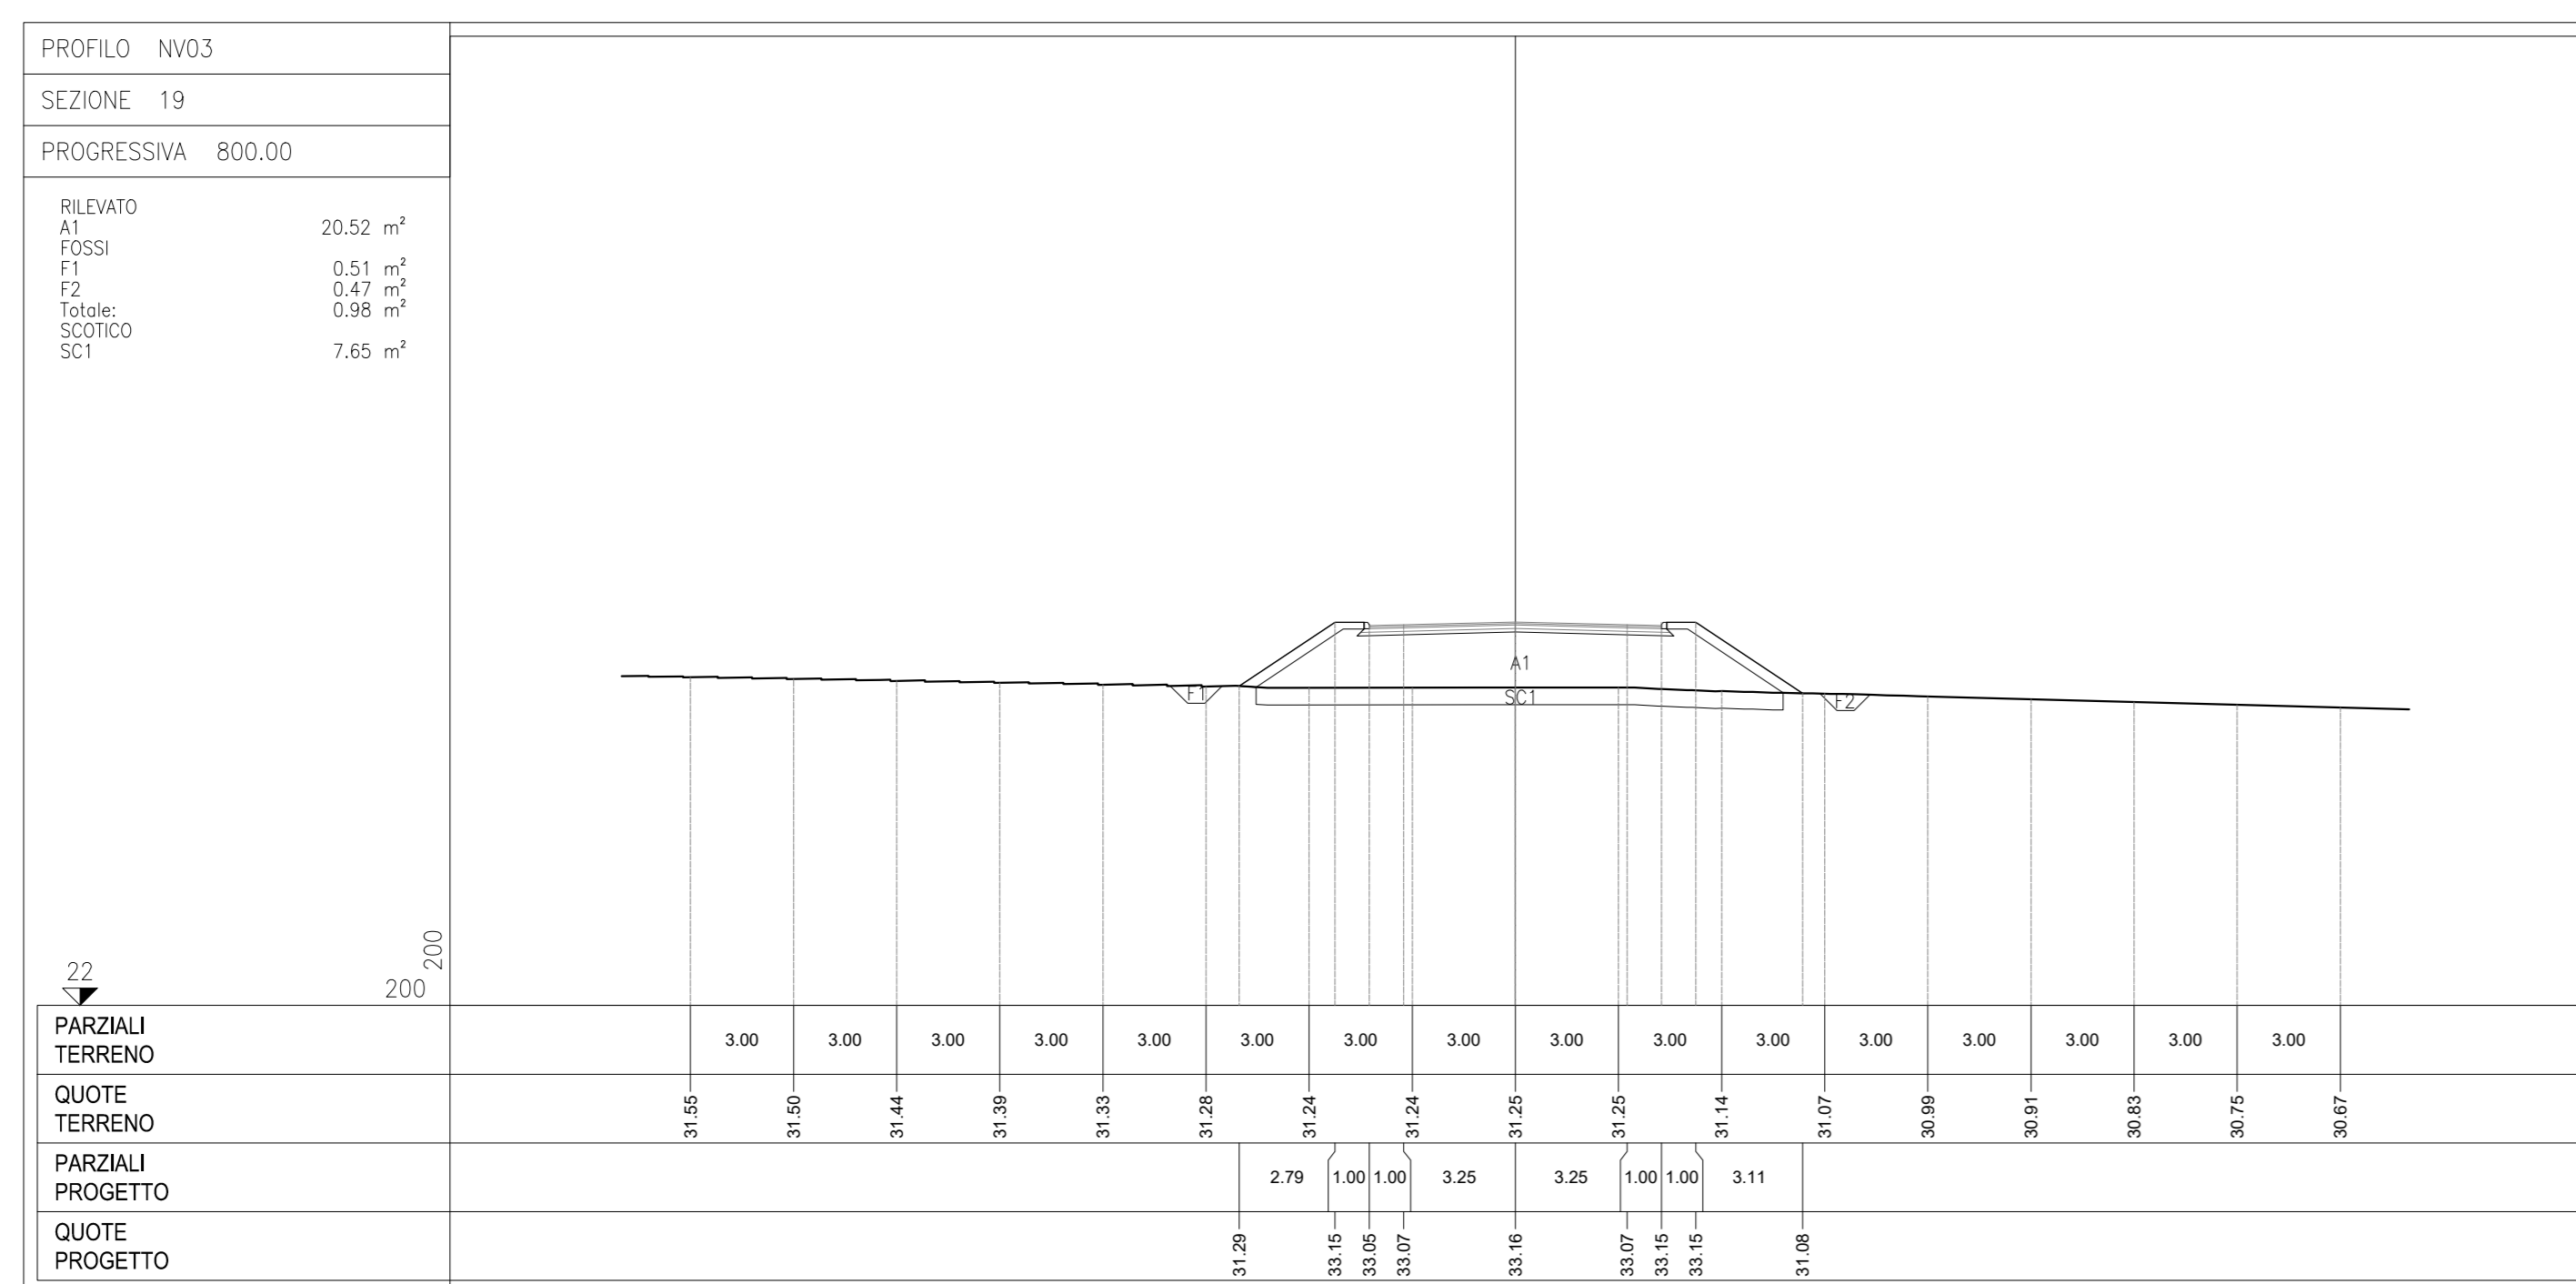 PROFILO NV03
SEZIONE 19
PROGRESSIVA 800.00
RILEVATO
A1 20.52 m²
FOSSI
F1 0.51 m²
F2 0.47 m²
Totale: 0.98 m²
SCOTICO
SC1 7.65 m²
A1
F1
SC1
F2
200
22
200
PARZIALI
TERRENO
3.00 3.00 3.00 3.00 3.00 3.00 3.00 3.00 3.00 3.00 3.00 3.00 3.00 3.00 3.00 3.00
QUOTE
TERRENO
31.55 31.50 31.44 31.39 31.33 31.28 31.24 31.24 31.25 31.25 31.14 31.07 30.99 30.91 30.83 30.75 30.67
PARZIALI
PROGETTO
2.79 1.00 1.00 3.25 3.25 1.00 1.00 3.11
QUOTE
PROGETTO
31.29 33.15 33.05 33.07 33.16 33.07 33.15 33.15 31.08